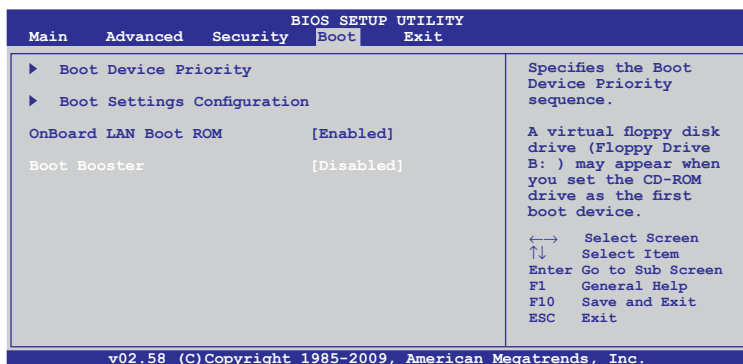 BIOS SETUP UTILITY
Main Advanced Security Boot Exit
Boot Device Priority
Boot Settings Configuration
OnBoard LAN Boot ROM [Enabled]
Boot Booster [Disabled]
Specifies the Boot
Device Priority
sequence.
A virtual floppy disk
drive (Floppy Drive
B: ) may appear when
you set the CD-ROM
drive as the first
boot device.
←→ Select Screen
↑↓ Select Item
Enter Go to Sub Screen
F1 General Help
F10 Save and Exit
ESC Exit
v02.58 (C)Copyright 1985-2009, American Megatrends, Inc.